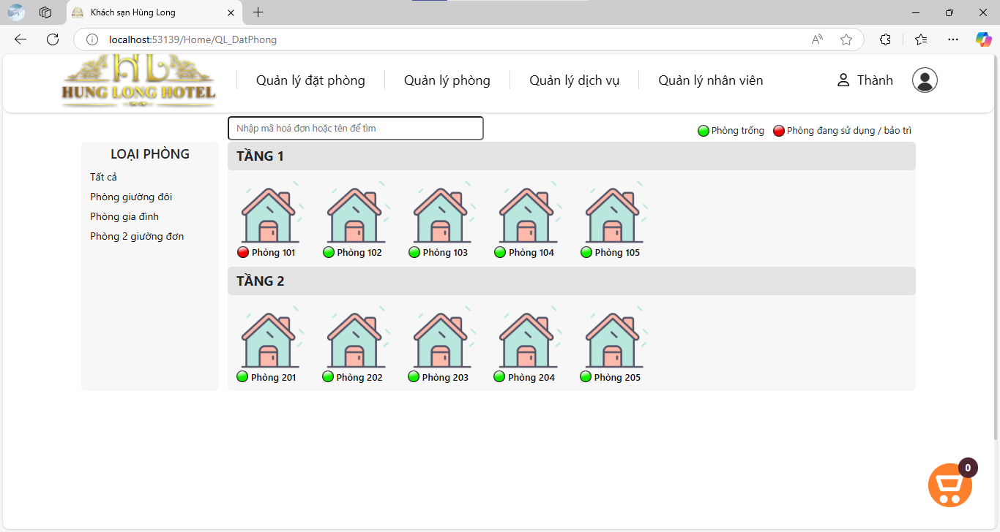 Khách sạn Hùng Long
localhost:53139/Home/QL_DatPhong
HL
HUNG LONG HOTEL
Quản lý đặt phòng
Quản lý phòng
Quản lý dịch vụ
Quản lý nhân viên
Thành
Nhập mã hoá đơn hoặc tên để tìm
Phòng trống
Phòng đang sử dụng / bảo trì
LOẠI PHÒNG
Tất cả
Phòng giường đôi
Phòng gia đình
Phòng 2 giường đơn
TẦNG 1
Phòng 101
Phòng 102
Phòng 103
Phòng 104
Phòng 105
TẦNG 2
Phòng 201
Phòng 202
Phòng 203
Phòng 204
Phòng 205
0